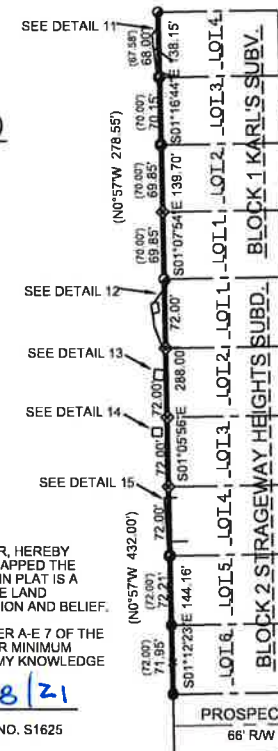 SEE DETAIL 11
(67.58')
68.00'
138.15'
LOT 4
(70.00')
70.15'
S01°16'44"E
LOT 3
BLOCK 1 KARL'S SUBV.
(N0°57'W 278.55')
(70.00')
69.85'
139.70'
LOT 2
(70.00')
69.85'
S01°07'54"E
LOT 1
SEE DETAIL 12
72.00'
LOT 1
SEE DETAIL 13
72.00'
288.00'
LOT 2
SEE DETAIL 14
72.00'
S01°05'56"E
LOT 3
BLOCK 2 STRAGEWAY HEIGHTS SUBD.
SEE DETAIL 15
72.00'
LOT 4
(N0°57'W 432.00')
(72.00')
72.21'
144.16'
LOT 5
(72.00')
71.95'
S01°12'23"E
LOT 6
R, HEREBY
APPED THE
IN PLAT IS A
E LAND
ION AND BELIEF.
ER A-E 7 OF THE
R MINIMUM
MY KNOWLEDGE
8/21
NO. S1625
PROSPEC
66' R/W